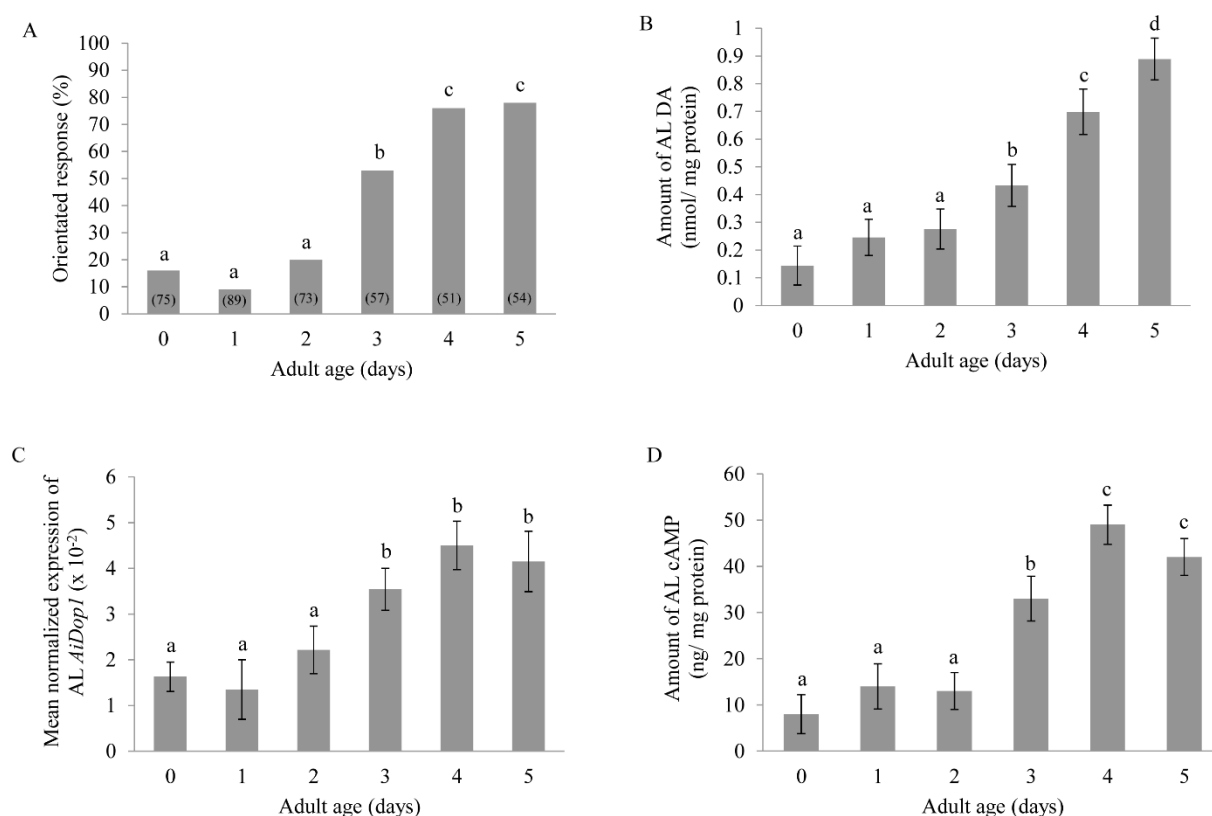 A
Orientated response (%)
100
90
80
70
60
50
40
30
20
10
0
a
a
a
b
c
c
(75)
(89)
(73)
(57)
(51)
(54)
0 1 2 3 4 5
Adult age (days)
B
Amount of AL DA
(nmol/ mg protein)
1
0.9
0.8
0.7
0.6
0.5
0.4
0.3
0.2
0.1
0
a
a
a
b
c
d
0 1 2 3 4 5
Adult age (days)
C
Mean normalized expression of
AL AiDop1 (x 10⁻²)
6
5
4
3
2
1
0
a
a
a
b
b
b
0 1 2 3 4 5
Adult age (days)
D
Amount of AL cAMP
(ng/ mg protein)
60
50
40
30
20
10
0
a
a
a
b
c
c
0 1 2 3 4 5
Adult age (days)